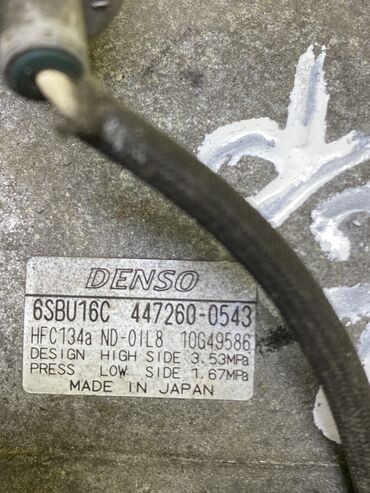 DENSO
6SBU16C 447260-0543
HFC134a ND-OIL8 10G49586
DESIGN HIGH SIDE 3.53MPa
PRESS LOW SIDE 1.67MPa
MADE IN JAPAN